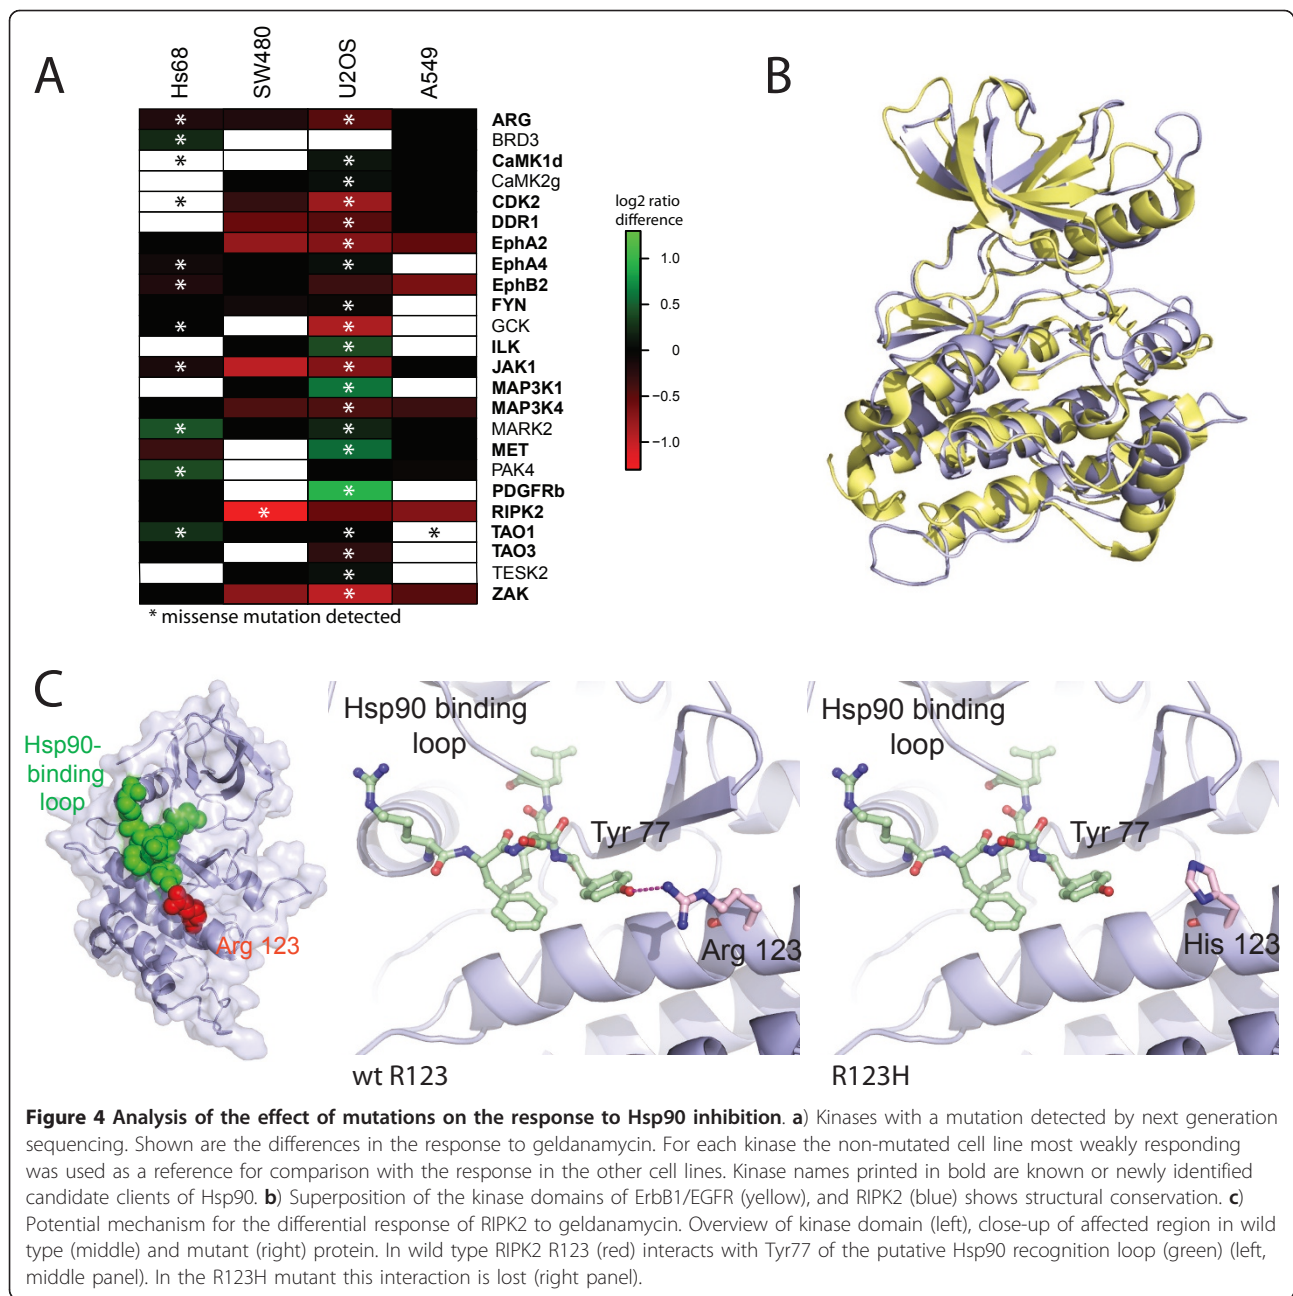 A
Hs68
SW480
U2OS
A549
* * ARG
* BRD3
* * CaMK1d
* CaMK2g
* * CDK2
* DDR1
* EphA2
* * EphA4
* EphB2
* FYN
* * GCK
* ILK
* * JAK1
* MAP3K1
* MAP3K4
* * MARK2
* MET
* PAK4
* PDGFRb
* RIPK2
* * * TAO1
* TAO3
* TESK2
* ZAK
* missense mutation detected
log2 ratio
difference
1.0
0.5
0
−0.5
−1.0
B
C
Hsp90-
binding
loop
Arg 123
Hsp90 binding
loop
Tyr 77
Arg 123
wt R123
Hsp90 binding
loop
Tyr 77
His 123
R123H
Figure 4 Analysis of the effect of mutations on the response to Hsp90 inhibition. a) Kinases with a mutation detected by next generation
sequencing. Shown are the differences in the response to geldanamycin. For each kinase the non-mutated cell line most weakly responding
was used as a reference for comparison with the response in the other cell lines. Kinase names printed in bold are known or newly identified
candidate clients of Hsp90. b) Superposition of the kinase domains of ErbB1/EGFR (yellow), and RIPK2 (blue) shows structural conservation. c)
Potential mechanism for the differential response of RIPK2 to geldanamycin. Overview of kinase domain (left), close-up of affected region in wild
type (middle) and mutant (right) protein. In wild type RIPK2 R123 (red) interacts with Tyr77 of the putative Hsp90 recognition loop (green) (left,
middle panel). In the R123H mutant this interaction is lost (right panel).